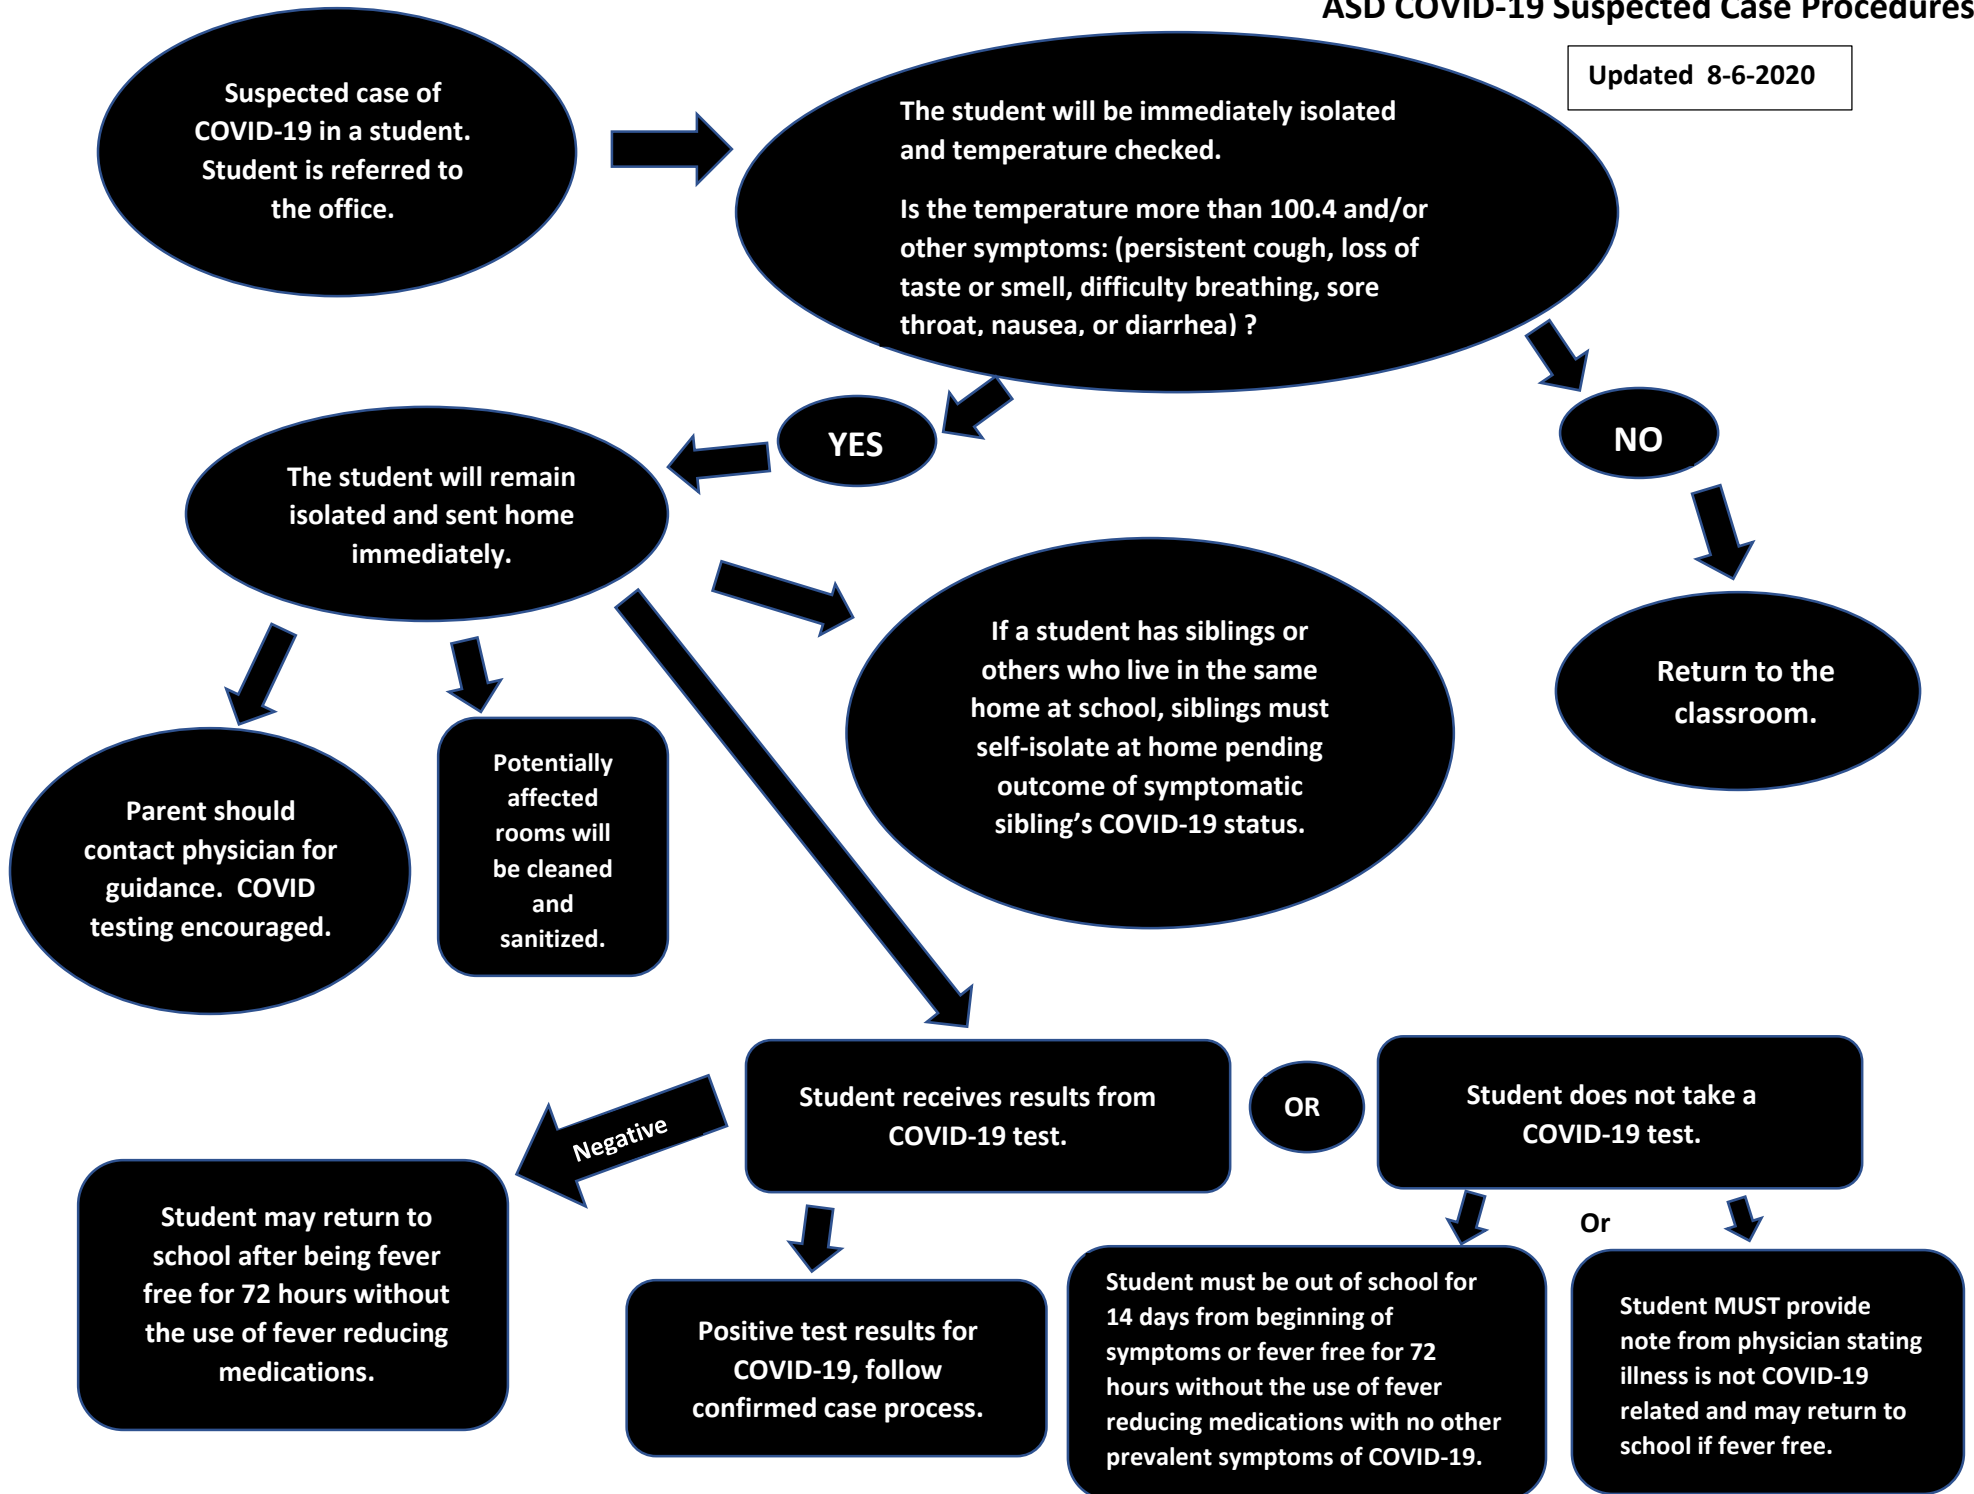 ASD COVID-19 Suspected Case Procedures
Updated 8-6-2020
Suspected case of
COVID-19 in a student.
Student is referred to
the office.
The student will be immediately isolated
and temperature checked.
Is the temperature more than 100.4 and/or
other symptoms: (persistent cough, loss of
taste or smell, difficulty breathing, sore
throat, nausea, or diarrhea) ?
YES
NO
The student will remain
isolated and sent home
immediately.
If a student has siblings or
others who live in the same
home at school, siblings must
self-isolate at home pending
outcome of symptomatic
sibling’s COVID-19 status.
Return to the
classroom.
Parent should
contact physician for
guidance. COVID
testing encouraged.
Potentially
affected
rooms will
be cleaned
and
sanitized.
Student receives results from
COVID-19 test.
OR
Student does not take a
COVID-19 test.
Negative
Or
Student may return to
school after being fever
free for 72 hours without
the use of fever reducing
medications.
Positive test results for
COVID-19, follow
confirmed case process.
Student must be out of school for
14 days from beginning of
symptoms or fever free for 72
hours without the use of fever
reducing medications with no other
prevalent symptoms of COVID-19.
Student MUST provide
note from physician stating
illness is not COVID-19
related and may return to
school if fever free.